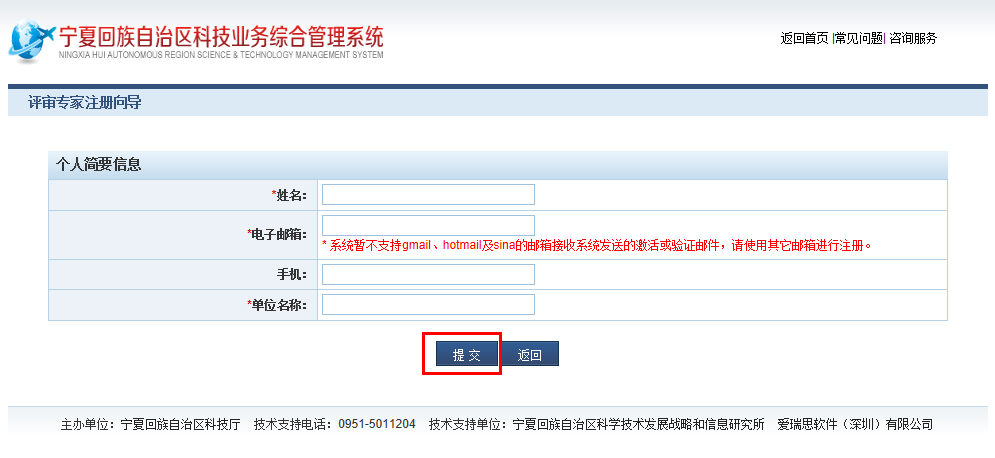 宁夏回族自治区科技业务综合管理系统
NINGXIA HUI AUTONOMOUS REGION SCIENCE & TECHNOLOGY MANAGEMENT SYSTEM
返回首页 |常见问题| 咨询服务
评审专家注册向导
个人简要信息
*姓名：
*电子邮箱：
* 系统暂不支持gmail、hotmail及sina的邮箱接收系统发送的激活或验证邮件，请使用其它邮箱进行注册。
手机：
*单位名称：
提 交 返回
主办单位：宁夏回族自治区科技厅 技术支持电话：0951-5011204 技术支持单位：宁夏回族自治区科学技术发展战略和信息研究所 爱瑞思软件（深圳）有限公司